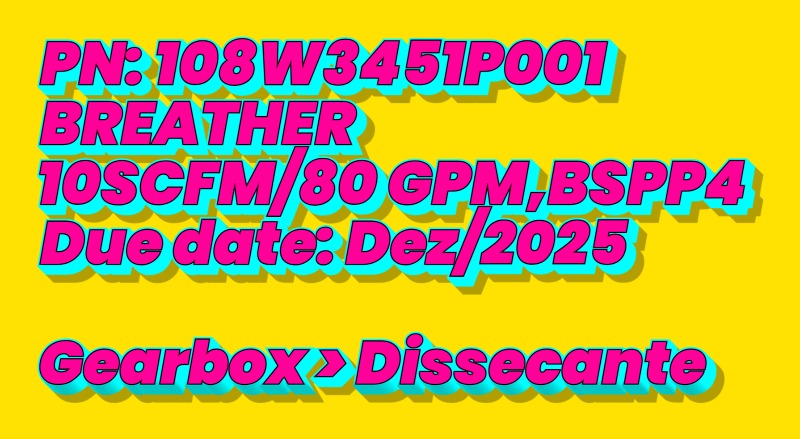 PN: 108W3451P001
BREATHER
10SCFM/80 GPM,BSPP4
Due date: Dez/2025
Gearbox > Dissecante